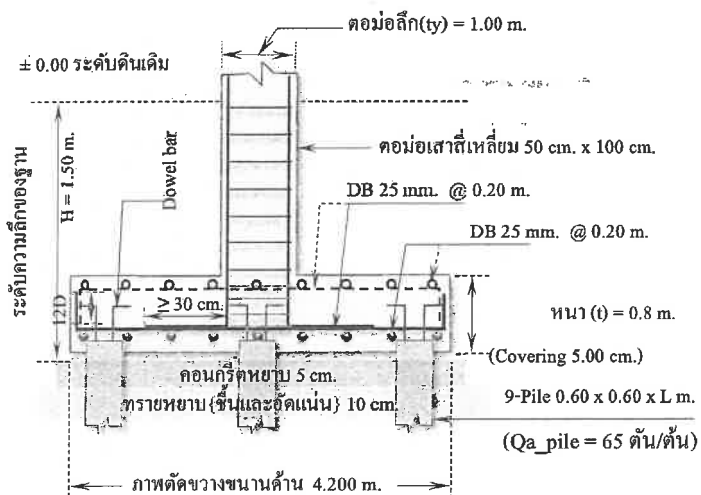 ตอม่อลึก(ty) = 1.00 m.
± 0.00 ระดับดินเดิม
ตอม่อเสาสี่เหลี่ยม 50 cm. x 100 cm.
ระดับความลึกของฐาน
H = 1.50 m.
Dowel bar
DB 25 mm. @ 0.20 m.
DB 25 mm. @ 0.20 m.
≥ 30 cm.
12D
หนา (t) = 0.8 m.
(Covering 5.00 cm.)
คอนกรีตหยาบ 5 cm.
ทรายหยาบ{ชื้นและอัดแน่น} 10 cm.
9-Pile 0.60 x 0.60 x L m.
(Qa_pile = 65 ตัน/ต้น)
ภาพตัดขวางขนานด้าน 4.200 m.